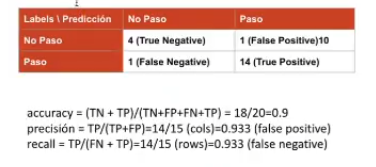 Labels \ Predicción No Paso Paso
No Paso 4 (True Negative) 1 (False Positive)10
Paso 1 (False Negative) 14 (True Positive)
accuracy = (TN + TP)/(TN+FP+FN+TP) = 18/20=0.9
precisión = TP/(TP+FP)=14/15 (cols)=0.933 (false positive)
recall = TP/(FN + TP)=14/15 (rows)=0.933 (false negative)